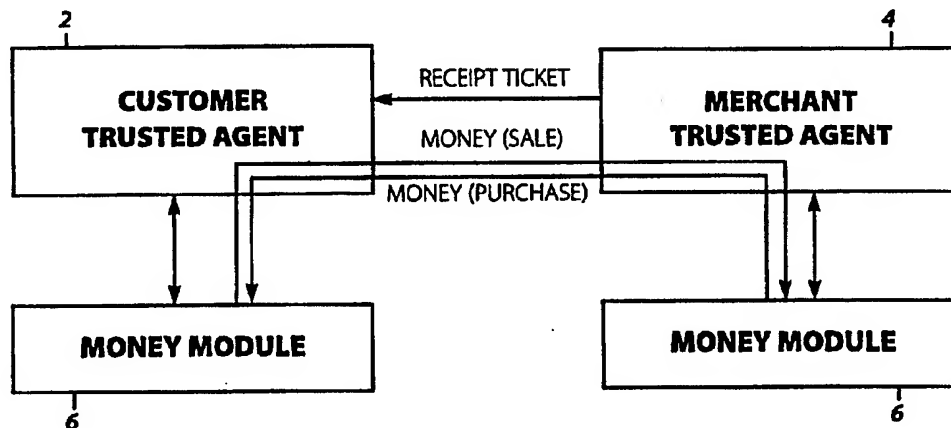 2
4
CUSTOMER
TRUSTED AGENT
RECEIPT TICKET
MERCHANT
TRUSTED AGENT
MONEY (SALE)
MONEY (PURCHASE)
MONEY MODULE
MONEY MODULE
6
6